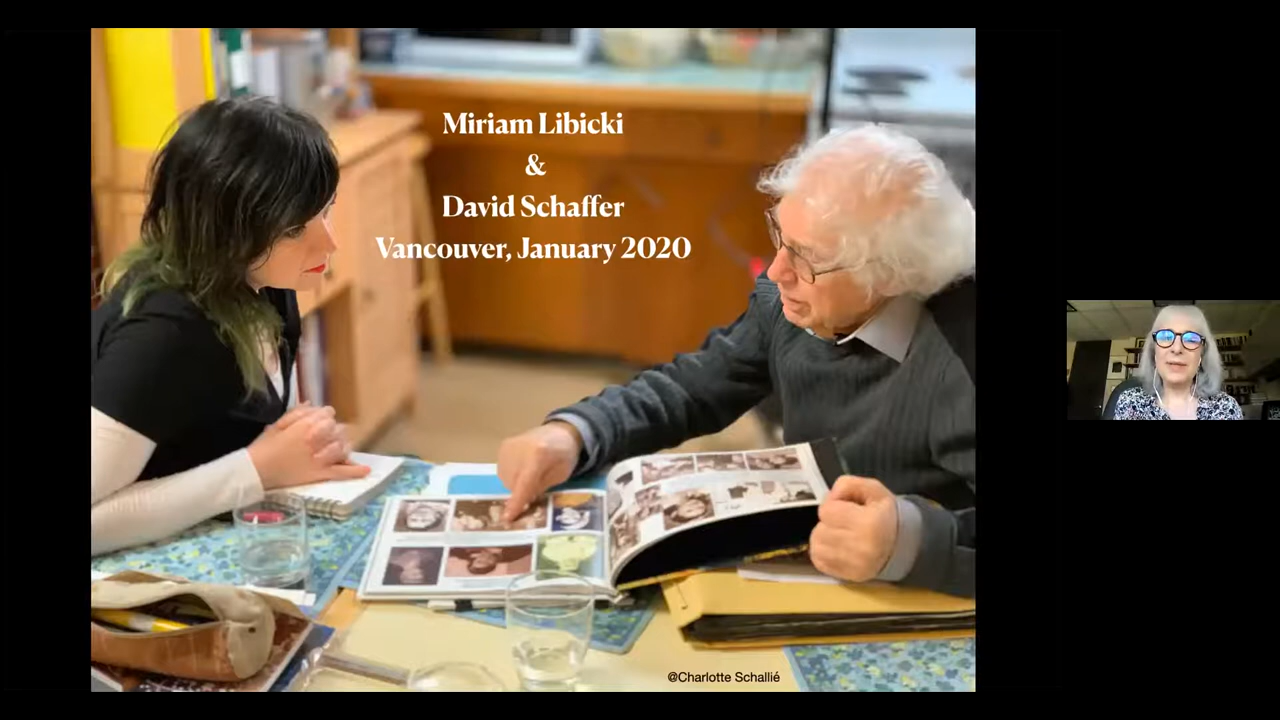 Miriam Libicki
&
David Schaffer
Vancouver, January 2020
@Charlotte Schallié